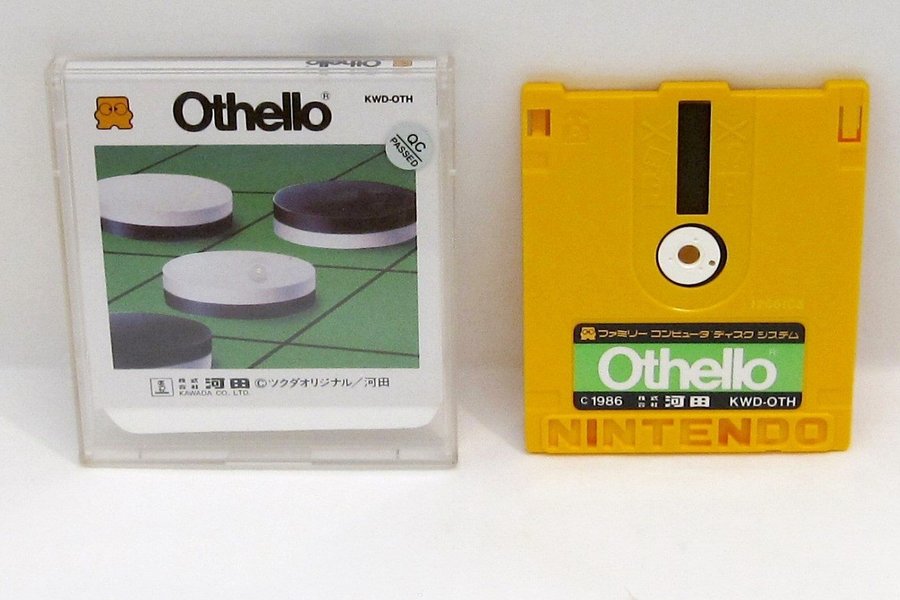 Othello
Othello®
KWD-OTH
QC
PASSED
株式会社 河田 ©ツクダオリジナル/河田
KAWADA CO., LTD.
ファミリー コンピュータ ディスク システム
Othello®
©1986 株式会社 河田 KWD-OTH
NINTENDO